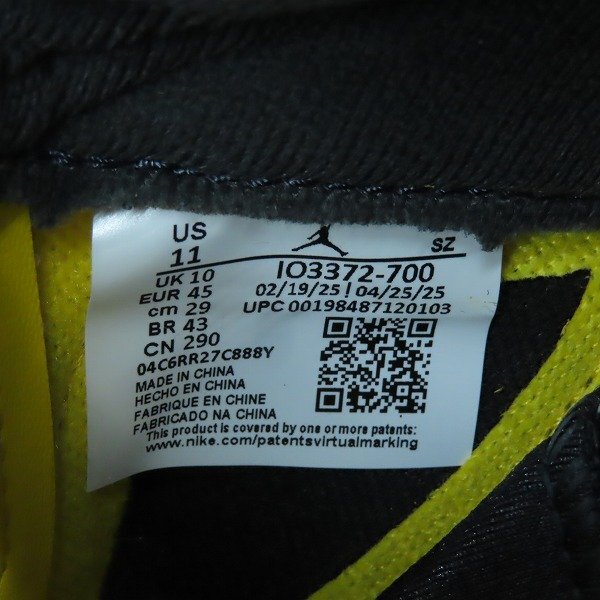 US
11
SZ
UK 10
EUR 45
cm 29
BR 43
CN 290
IO3372-700
02/19/25 | 04/25/25
UPC 00198487120103
04C6RR27C888Y
MADE IN CHINA
HECHO EN CHINA
FABRIQUE EN CHINE
FABRICADO NA CHINA
This product is covered by one or more patents:
www.nike.com/patentsvirtualmarking